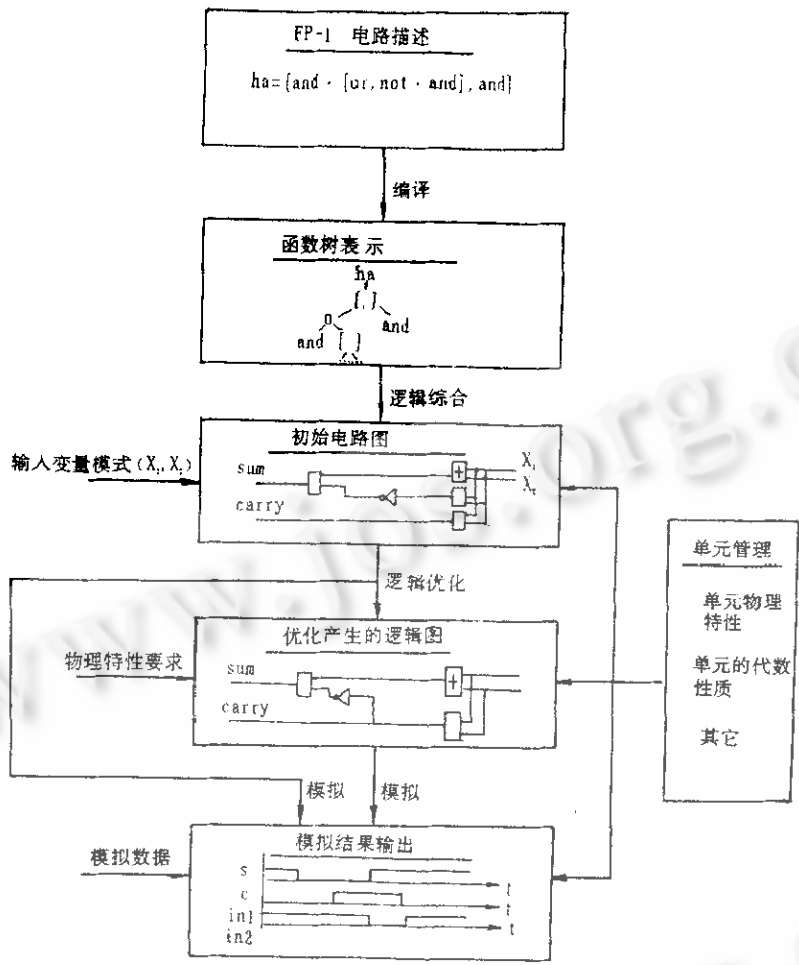 FP-1 电路描述
ha=[and · [or,not · and],and]
编译
函数树表示
ha
[,]
o
and
and
[ ]
逻辑综合
初始电路图
输入变量模式(X₁,X₂)
sum
carry
+
X₁
X₂
逻辑优化
优化产生的逻辑图
物理特性要求
sum
carry
+
模拟
模拟
模拟数据
模拟结果输出
s
c
in1
in2
t
t
t
单元管理
单元物理
特性
单元的代数
性质
其它
www.jos.org.c